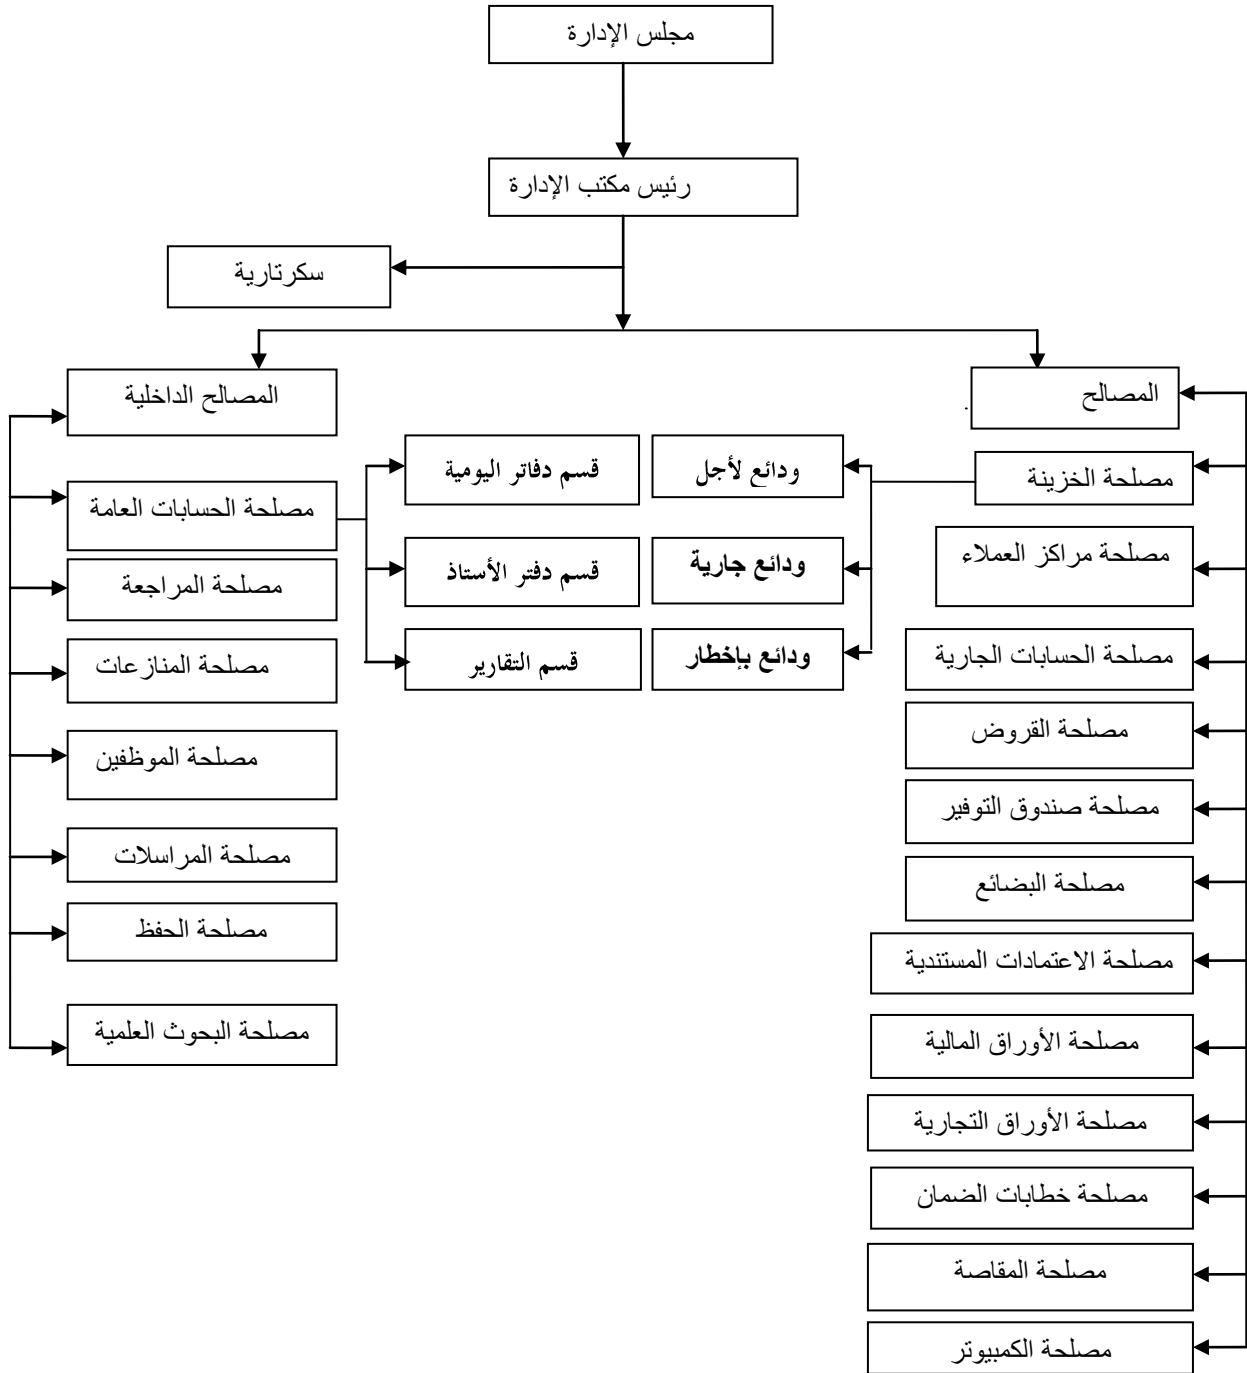 مجلس الإدارة
رئيس مكتب الإدارة
سكرتارية
المصالح
.
المصالح الداخلية
مصلحة الخزينة
ودائع لأجل
قسم دفاتر اليومية
مصلحة الحسابات العامة
مصلحة مراكز العملاء
ودائع جارية
قسم دفتر الأستاذ
مصلحة المراجعة
مصلحة الحسابات الجارية
ودائع بإخطار
قسم التقارير
مصلحة المنازعات
مصلحة القروض
مصلحة الموظفين
مصلحة صندوق التوفير
مصلحة المراسلات
مصلحة البضائع
مصلحة الحفظ
مصلحة الاعتمادات المستندية
مصلحة البحوث العلمية
مصلحة الأوراق المالية
مصلحة الأوراق التجارية
مصلحة خطابات الضمان
مصلحة المقاصة
مصلحة الكمبيوتر